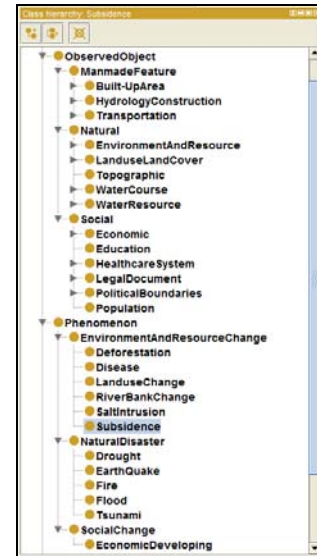 Class hierarchy: Subsidence
ObservedObject
ManmadeFeature
Built-UpArea
HydrologyConstruction
Transportation
Natural
EnvironmentAndResource
LanduseLandCover
Topographic
WaterCourse
WaterResource
Social
Economic
Education
HealthcareSystem
LegalDocument
PoliticalBoundaries
Population
Phenomenon
EnvironmentAndResourceChange
Deforestation
Disease
LanduseChange
RiverBankChange
SaltIntrusion
Subsidence
NaturalDisaster
Drought
EarthQuake
Fire
Flood
Tsunami
SocialChange
EconomicDeveloping